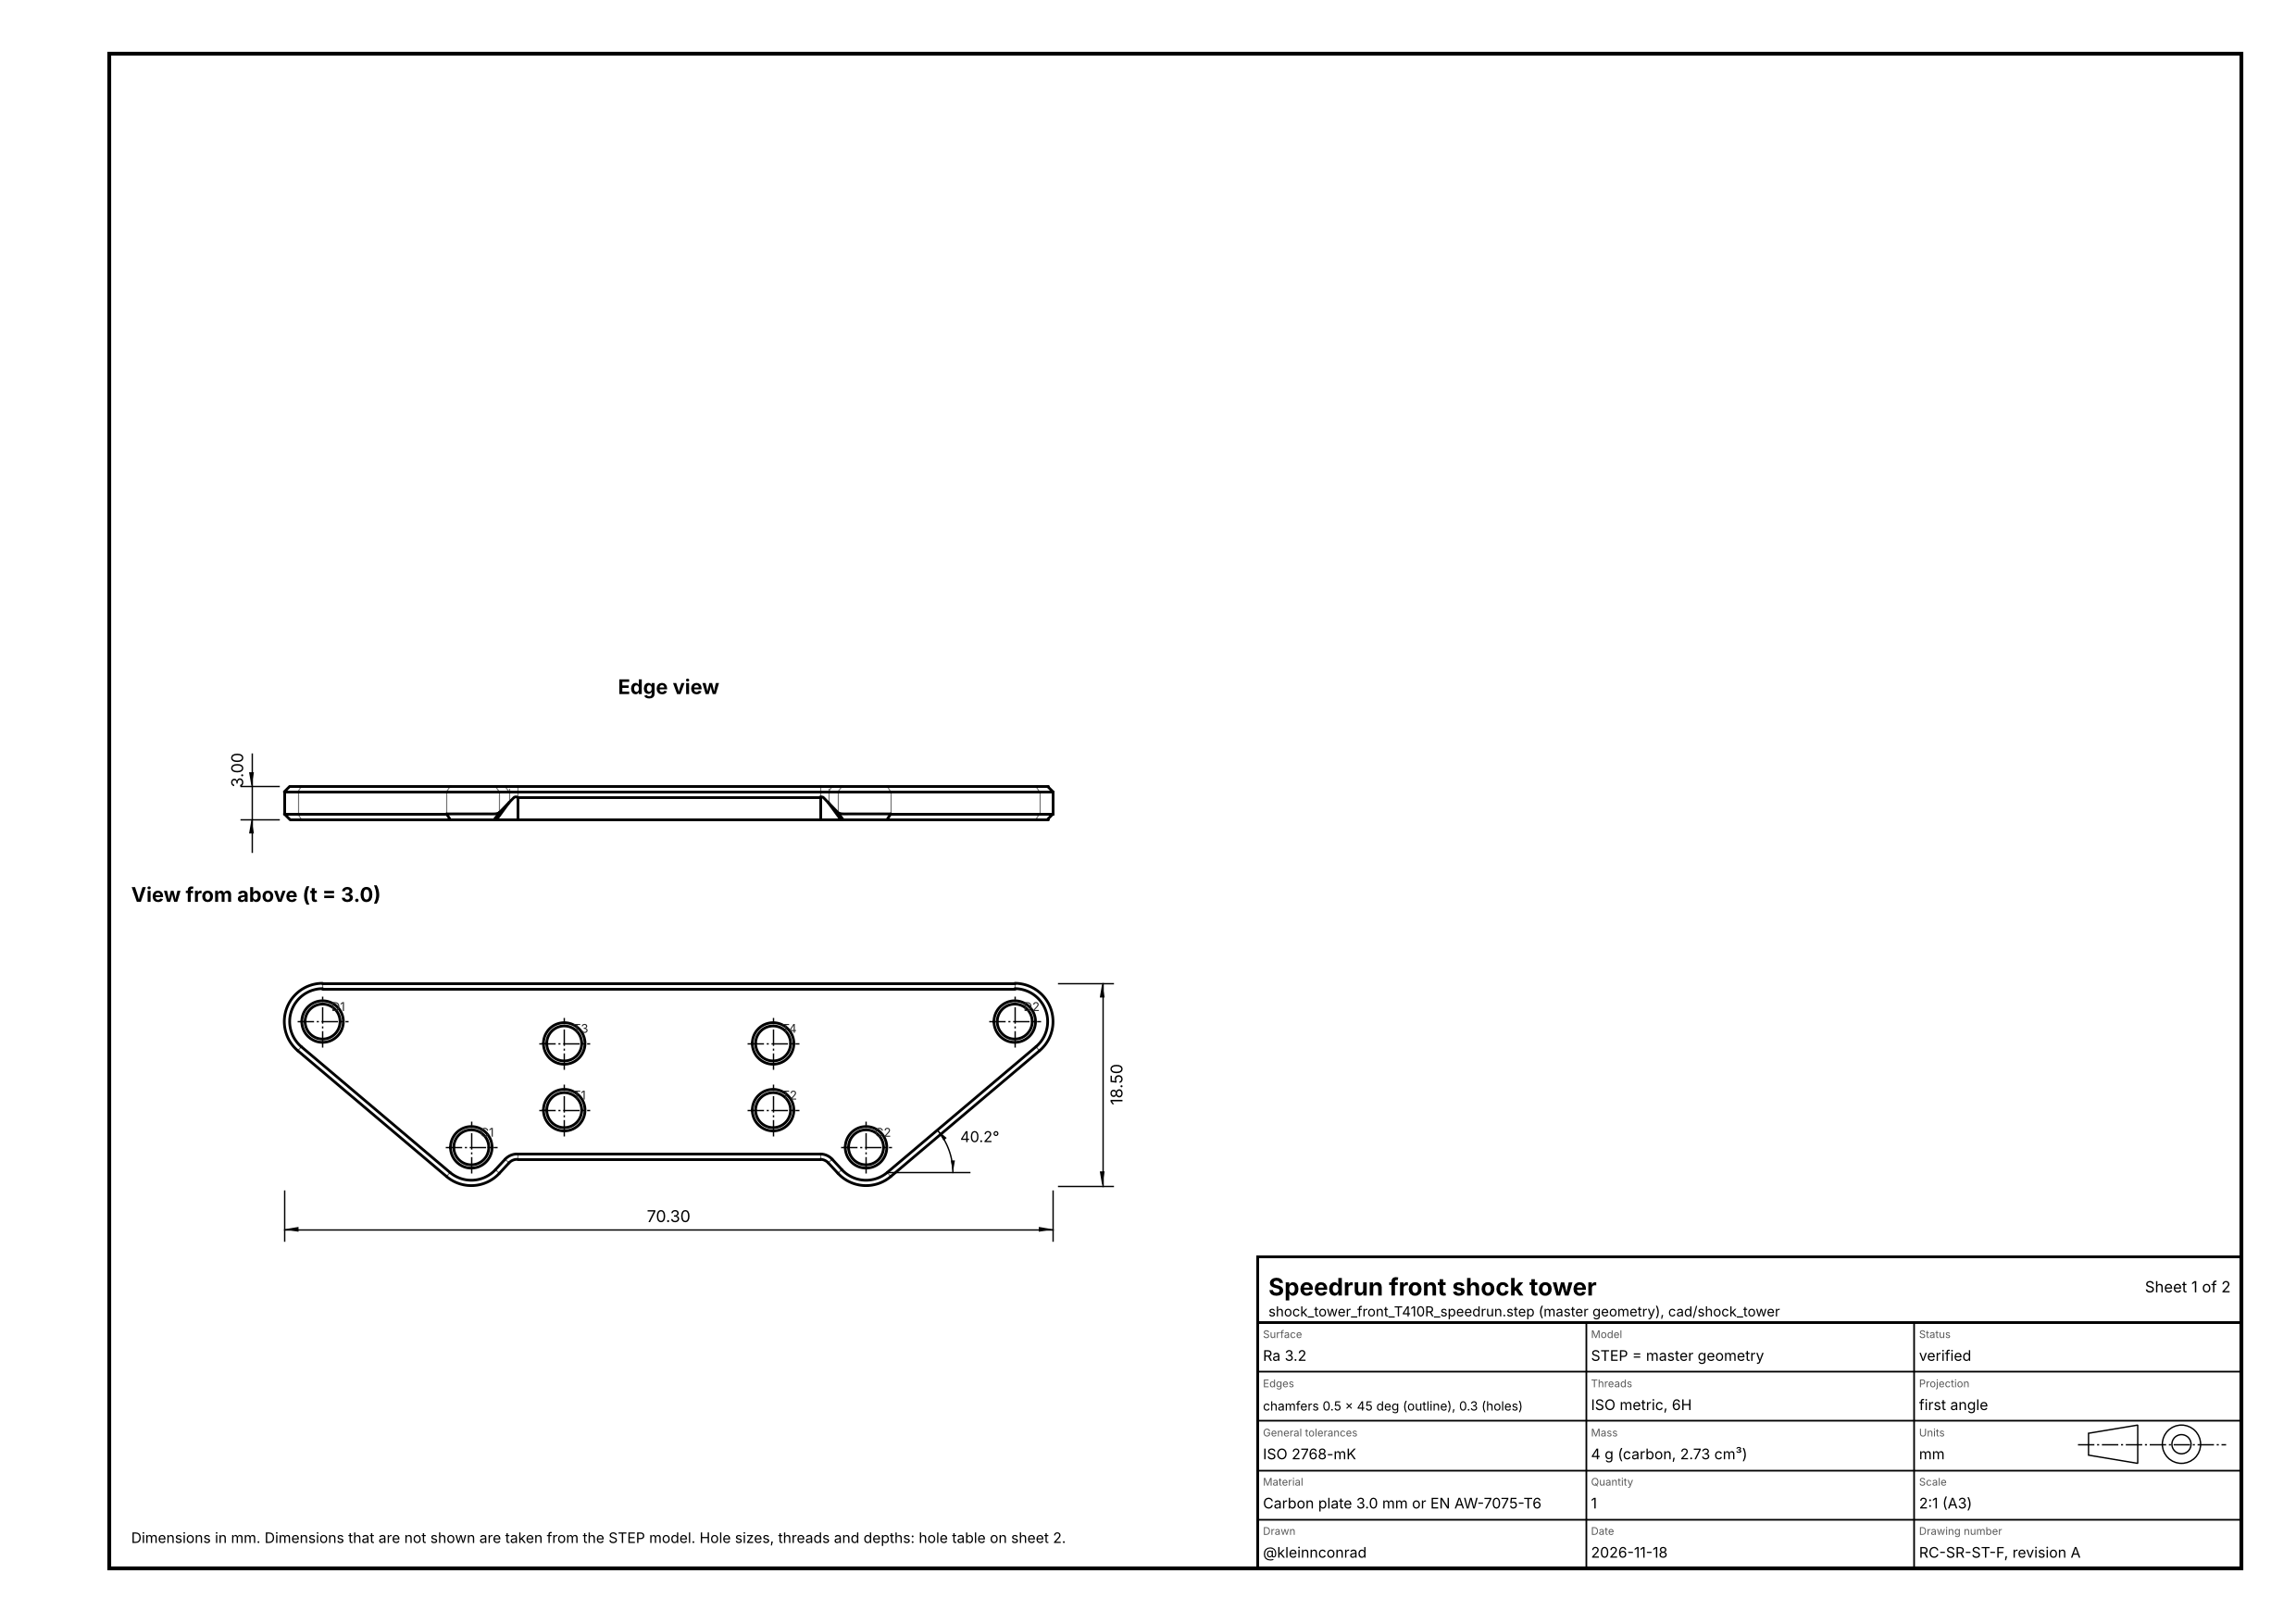 Edge view
3.00
View from above (t = 3.0)
18.50
40.2°
70.30
Speedrun front shock tower
Sheet 1 of 2
shock_tower_front_T410R_speedrun.step (master geometry), cad/shock_tower
Surface
Ra 3.2
Model
STEP = master geometry
Status
verified
Edges
chamfers 0.5 × 45 deg (outline), 0.3 (holes)
Threads
ISO metric, 6H
Projection
first angle
General tolerances
ISO 2768-mK
Mass
4 g (carbon, 2.73 cm³)
Units
mm
Material
Carbon plate 3.0 mm or EN AW-7075-T6
Quantity
1
Scale
2:1 (A3)
Drawn
@kleinnconrad
Date
2026-11-18
Drawing number
RC-SR-ST-F, revision A
Dimensions in mm. Dimensions that are not shown are taken from the STEP model. Hole sizes, threads and depths: hole table on sheet 2.